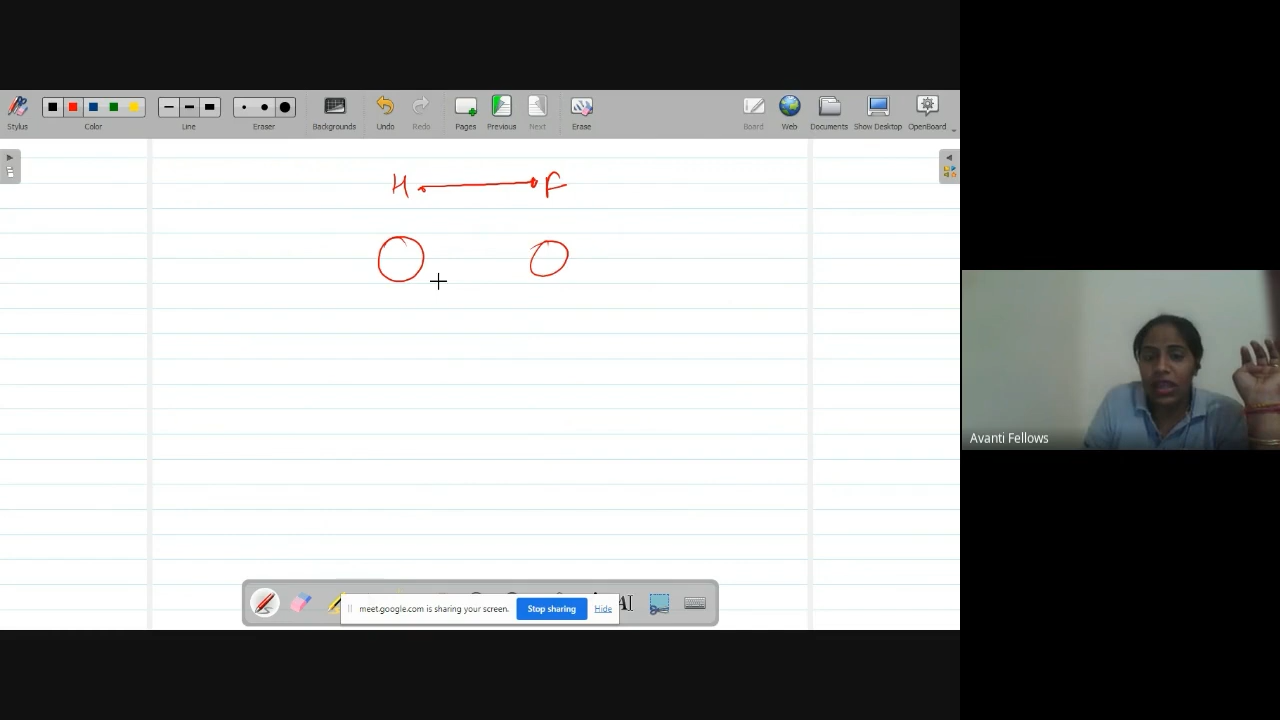 Stylus
Color
Line
Eraser
Backgrounds
Undo
Redo
Pages
Previous
Next
Erase
Board
Web
Documents
Show Desktop
OpenBoard
H F
Avanti Fellows
meet.google.com is sharing your screen. Stop sharing Hide
AI